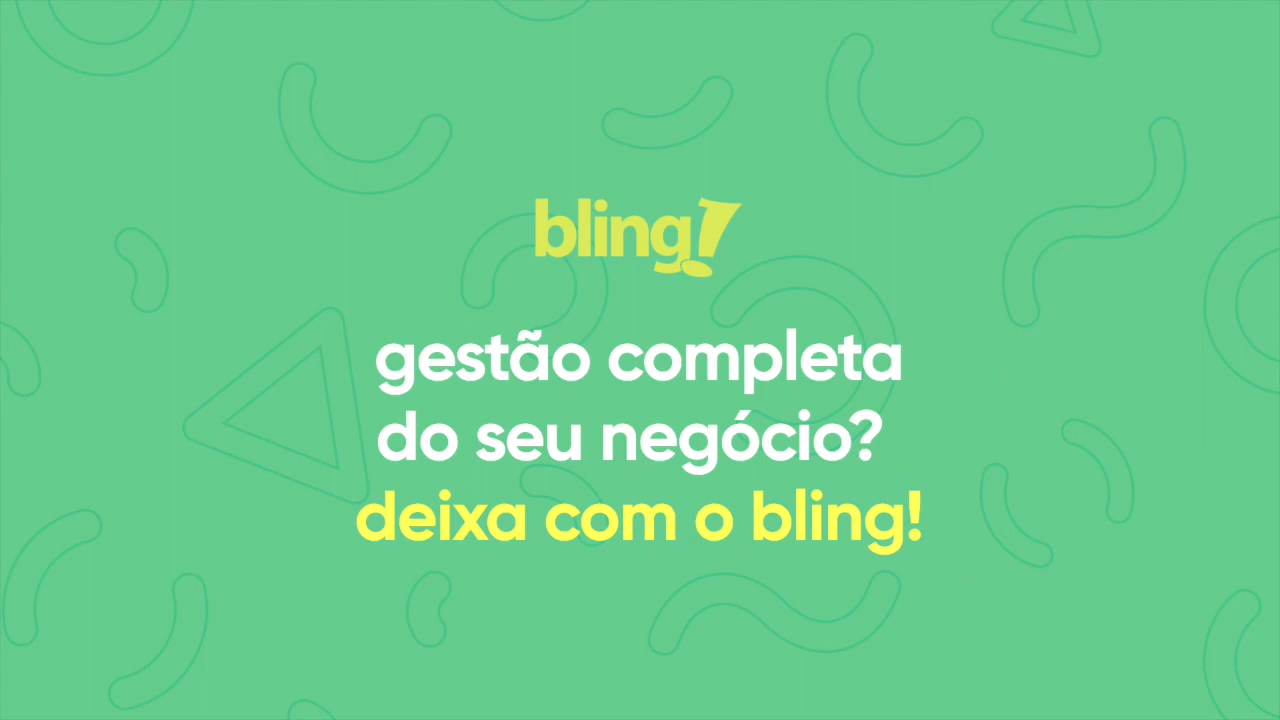 bling!
gestão completa
do seu negócio?
deixa com o bling!